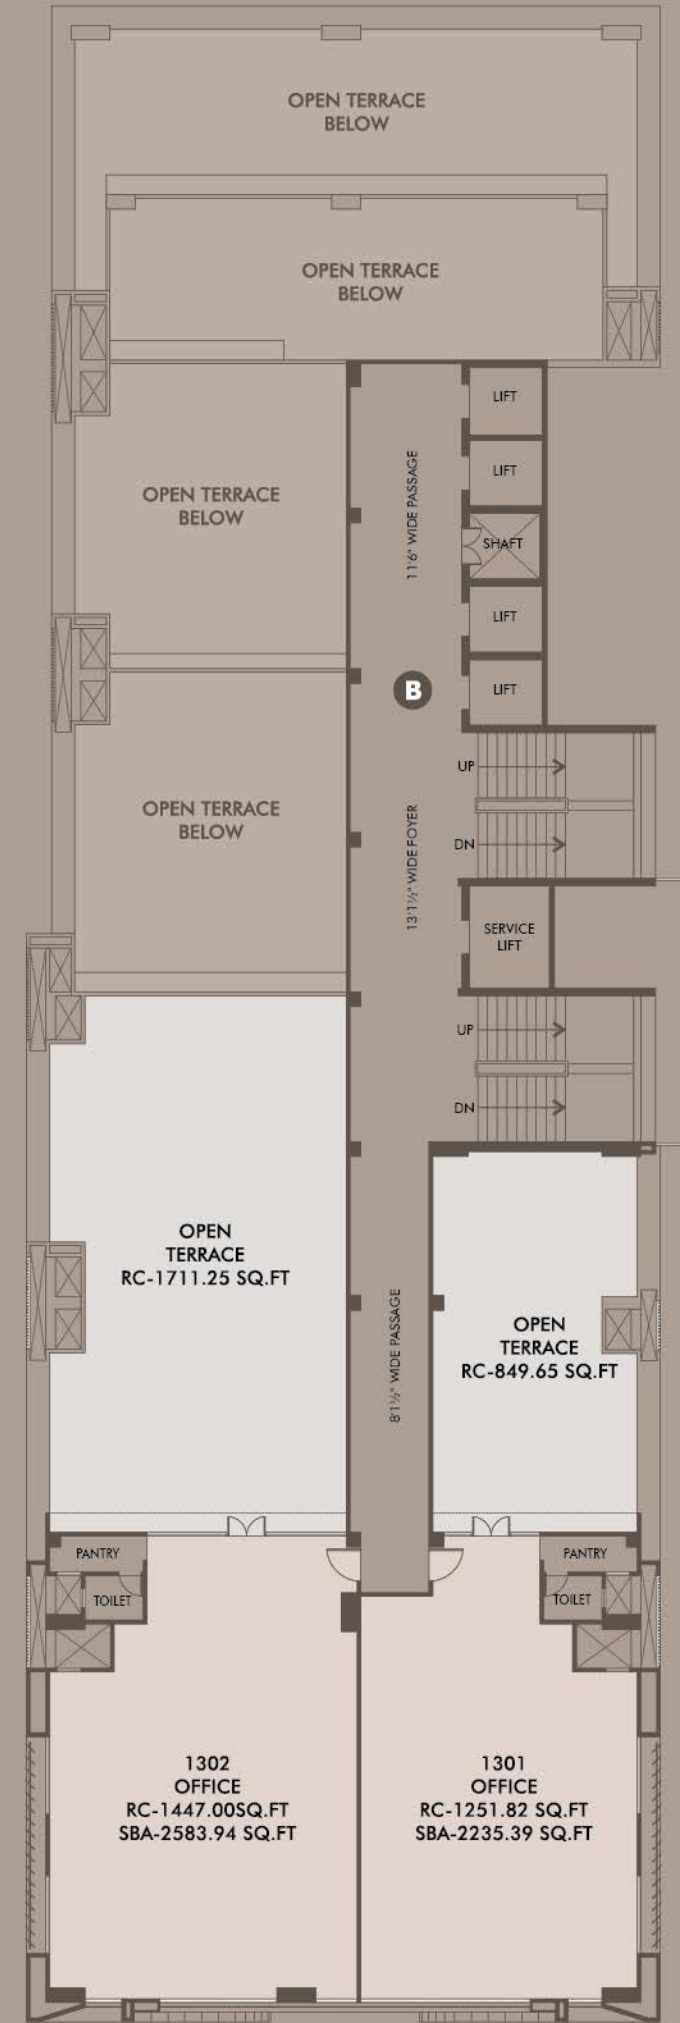 OPEN TERRACE
BELOW
OPEN TERRACE
BELOW
LIFT
LIFT
11'6" WIDE PASSAGE
OPEN TERRACE
BELOW
SHAFT
LIFT
LIFT
B
UP
OPEN TERRACE
BELOW
DN
13'1½" WIDE FOYER
SERVICE
LIFT
UP
DN
OPEN
TERRACE
RC-1711.25 SQ.FT
OPEN
TERRACE
RC-849.65 SQ.FT
8'1½" WIDE PASSAGE
PANTRY
PANTRY
TOILET
TOILET
1302
OFFICE
RC-1447.00SQ.FT
SBA-2583.94 SQ.FT
1301
OFFICE
RC-1251.82 SQ.FT
SBA-2235.39 SQ.FT